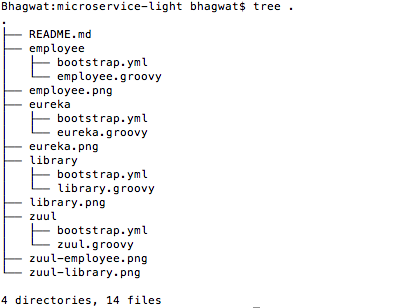 Bhagwat:microservice-light bhagwat$ tree .
.
├── README.md
├── employee
│   ├── bootstrap.yml
│   └── employee.groovy
├── employee.png
├── eureka
│   ├── bootstrap.yml
│   └── eureka.groovy
├── eureka.png
├── library
│   ├── bootstrap.yml
│   └── library.groovy
├── library.png
├── zuul
│   ├── bootstrap.yml
│   └── zuul.groovy
├── zuul-employee.png
└── zuul-library.png
4 directories, 14 files